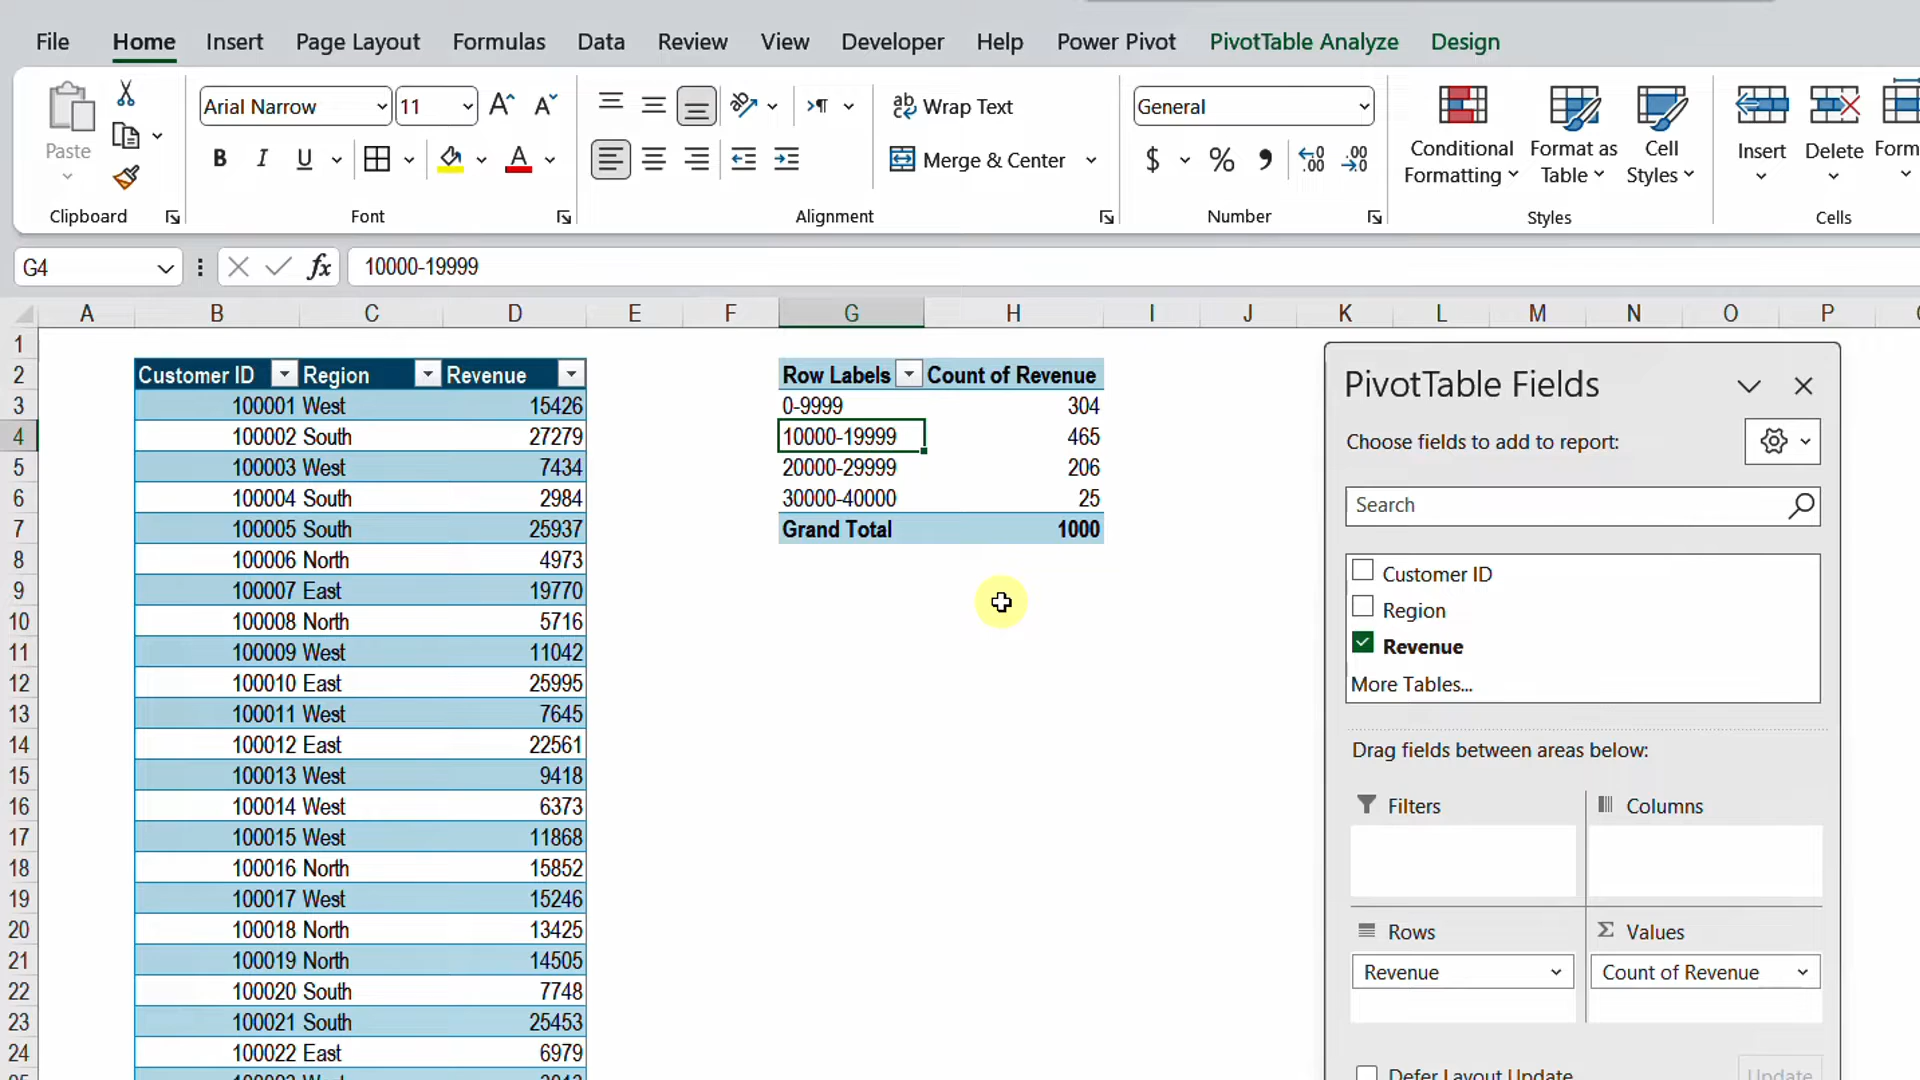 File Home Insert Page Layout Formulas Data Review View Developer Help Power Pivot PivotTable Analyze Design
Paste
Clipboard
Arial Narrow 11
B I U A
Font
Wrap Text
Merge & Center
Alignment
General
$ % 9 .00 .00
Number
Conditional Formatting
Format as Table
Cell Styles
Styles
Insert Delete
Cells
G4 fx 10000-19999
A B C D E F G H I J K L M N O P
1
2 Customer ID Region Revenue Row Labels Count of Revenue
3 100001 West 15426 0-9999 304
4 100002 South 27279 10000-19999 465
5 100003 West 7434 20000-29999 206
6 100004 South 2984 30000-40000 25
7 100005 South 25937 Grand Total 1000
8 100006 North 4973
9 100007 East 19770
10 100008 North 5716
11 100009 West 11042
12 100010 East 25995
13 100011 West 7645
14 100012 East 22561
15 100013 West 9418
16 100014 West 6373
17 100015 West 11868
18 100016 North 15852
19 100017 West 15246
20 100018 North 13425
21 100019 North 14505
22 100020 South 7748
23 100021 South 25453
24 100022 East 6979
PivotTable Fields
Choose fields to add to report:
Search
Customer ID
Region
Revenue
More Tables...
Drag fields between areas below:
Filters Columns
Rows Values
Revenue Count of Revenue
Defer Layout Update Update